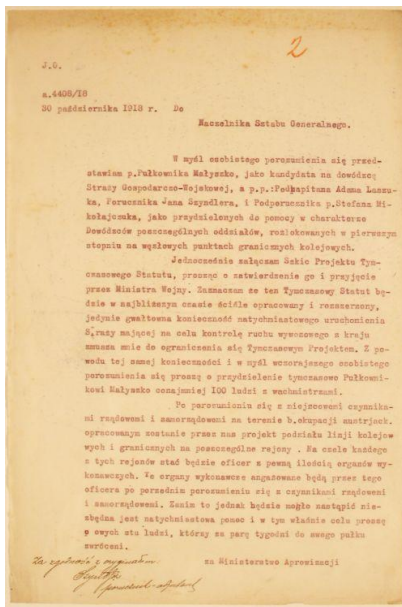 2
J.D.
a.4408/18
30 października 1918 r. Do
Naczelnika Sztabu Generalnego.
W myśl osobistego porozumienia się przed-
stawiam p.Pułkownika Małyszko, jako kandydata na dowódzcę
Straży Gospodarczo-Wojskowej, a p.p.:Podkapitana Adama Laszu-
ka, Porucznika Jana Szyndlera, i Podporucznika p.Stefana Mi-
kołajczaka, jako przydzielonych do pomocy w charakterze
Dowódzców poszczególnych oddziałów, rozlokowanych w pierwszym
stopniu na węzłowych punktach granicznych kolejowych.
Jednocześnie załączam Szkic Projektu Tym-
czasowego Statutu, prosząc o zatwierdzenie go i przyjęcie
przez Ministra Wojny. Zaznaczam że ten Tymczasowy Statut bę-
dzie w najbliższym czasie ściśle opracowany i rozszerzony,
jedynie gwałtowna konieczność natychmiastowego uruchomienia
Straży mającej na celu kontrolę ruchu wywozowego z kraju
zmusza mnie do ograniczenia się Tymczasowym Projektem. Z po-
wodu tej samej konieczności i w myśl wczorajszego osobistego
porozumienia się proszę o przydzielenie tymczasowo Pułkowni-
kowi Małyszko conajmniej 100 ludzi z wachmistrzami.
Po porozumieniu się z miejscowemi czynnika-
mi rządowemi i samorządowemi na terenie b.okupacji austrjack.
opracowanym zostanie przez nas projekt podziału linji kolejow
wych i granicznych na poszczególne rejony . Na czele każdego
z tych rejonów stać będzie oficer z pewną ilością organów wy-
konawczych. Te organy wykonawcze angażowane będą przez tego
oficera po poradnim porozumieniu się z czynnikami rządowemi
i samorządowemi. Zanim to jednak będzie mogło nastąpić nie-
zbędna jest natychmiastowa pomoc i w tym właśnie celu proszę
o owych stu ludzi, którzy za parę tygodni do swego pułku
zwróceni.
za Ministerstwo Aprowizacji
Za zgodność z oryginałem